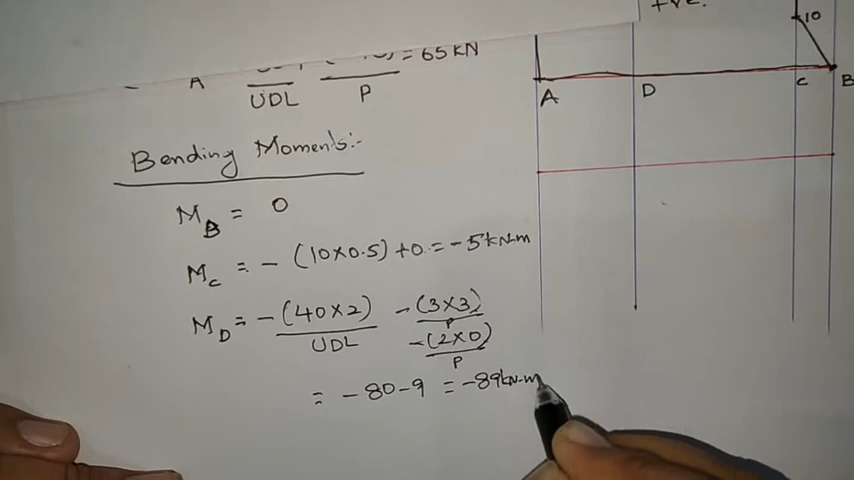 +ve.
10
A = 65 KN
UDL P
A D C B
Bending Moments:-
M_B = 0
M_C = - (10×0.5) + 0 = - 5 kN-m
M_D = - (40×2) - (3×3)
UDL P
- (2×0)
P
= - 80 - 9 = - 89 kN-m